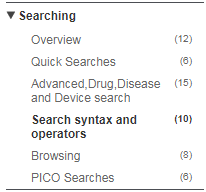 ▼ Searching
Overview (12)
Quick Searches (6)
Advanced,Drug,Disease (15)
and Device search
Search syntax and (10)
operators
Browsing (8)
PICO Searches (6)